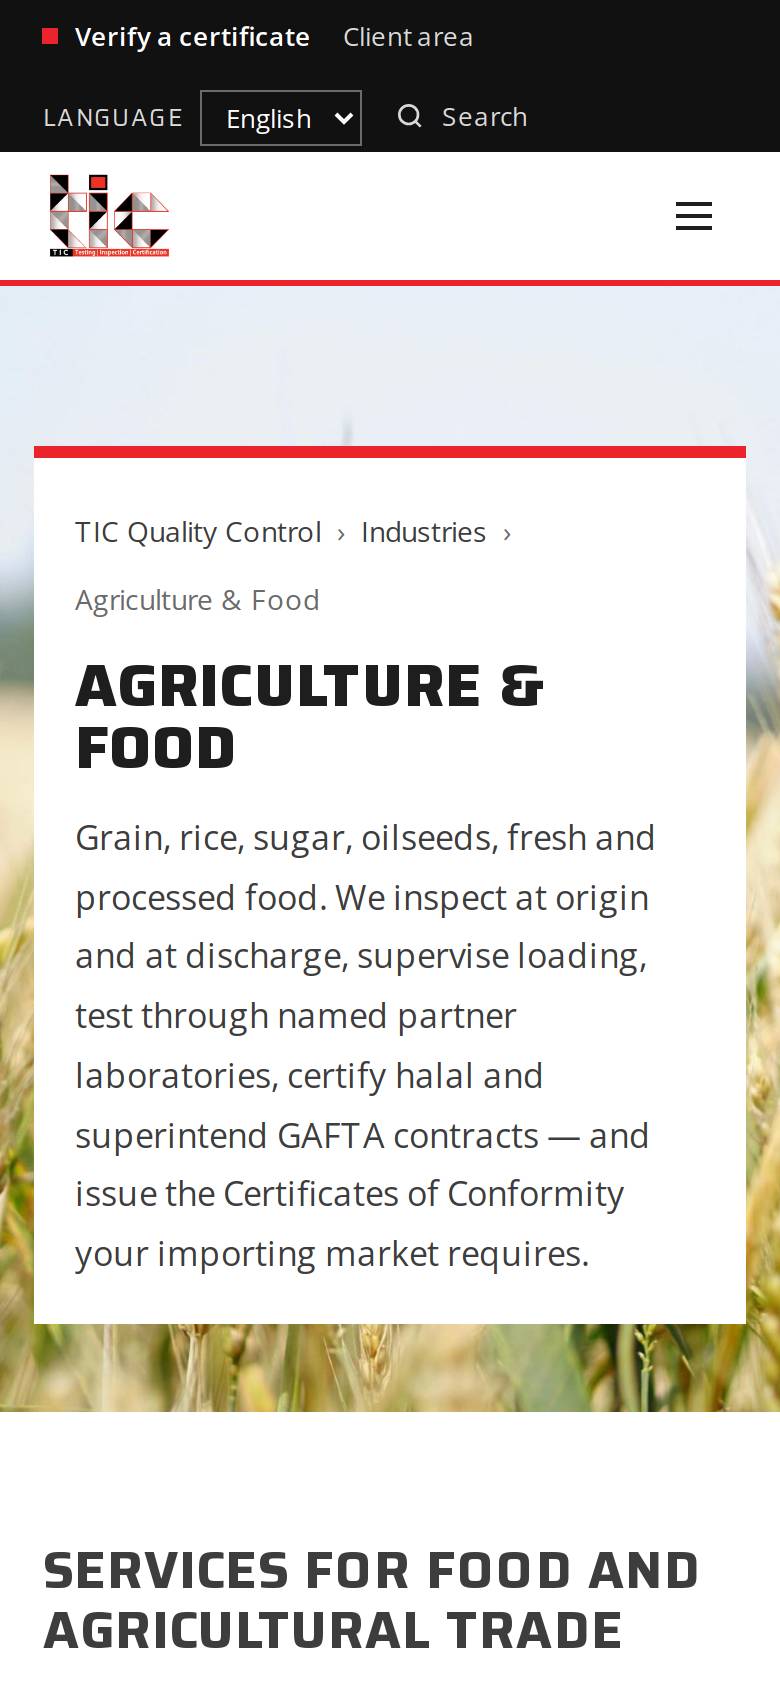 Verify a certificate Client area
LANGUAGE English Search
tic
TIC Testing | Inspection | Certification
TIC Quality Control › Industries ›
Agriculture & Food
AGRICULTURE &
FOOD
Grain, rice, sugar, oilseeds, fresh and
processed food. We inspect at origin
and at discharge, supervise loading,
test through named partner
laboratories, certify halal and
superintend GAFTA contracts — and
issue the Certificates of Conformity
your importing market requires.
SERVICES FOR FOOD AND
AGRICULTURAL TRADE